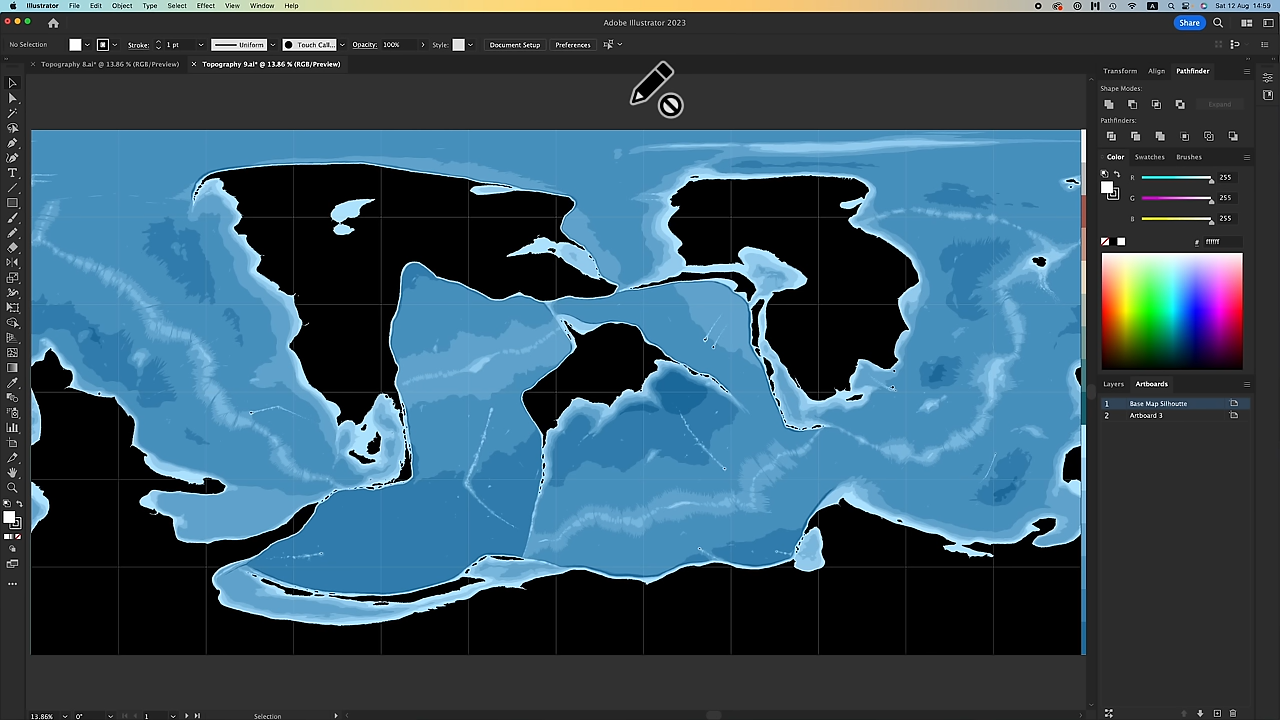 Illustrator File Edit Object Type Select Effect View Window Help Sat 12 Aug 14:59
Adobe Illustrator 2023 Share
No Selection Stroke: 1 pt Uniform Touch Call... Opacity: 100% Style: Document Setup Preferences
Topography 8.ai* @ 13.86 % (RGB/Preview) Topography 9.ai* @ 13.86 % (RGB/Preview)
Transform Align Pathfinder
Shape Modes:
Expand
Pathfinders:
Color Swatches Brushes
R 255
G 255
B 255
# ffffff
Layers Artboards
1 Base Map Silhoutte
2 Artboard 3
13.86% 0° 1 Selection